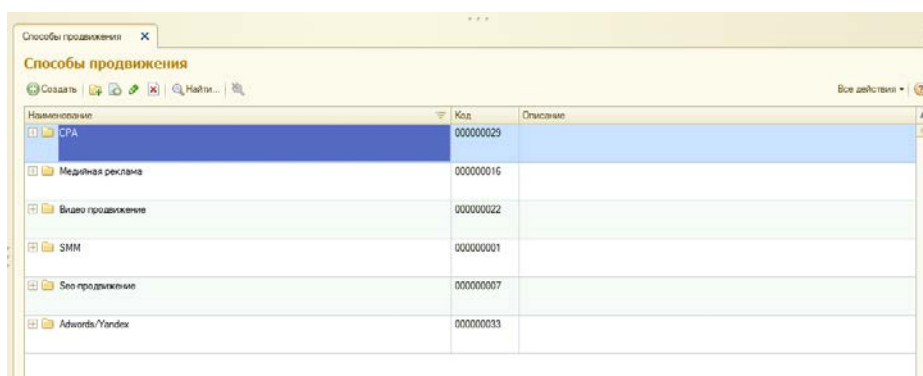 Способы продвижения
Способы продвижения
Создать Найти... Все действия
Наименование Код Описание
CPA 000000029
Медийная реклама 000000016
Видео продвижение 000000022
SMM 000000001
Seo-продвижение 000000007
Adwords/Yandex 000000033